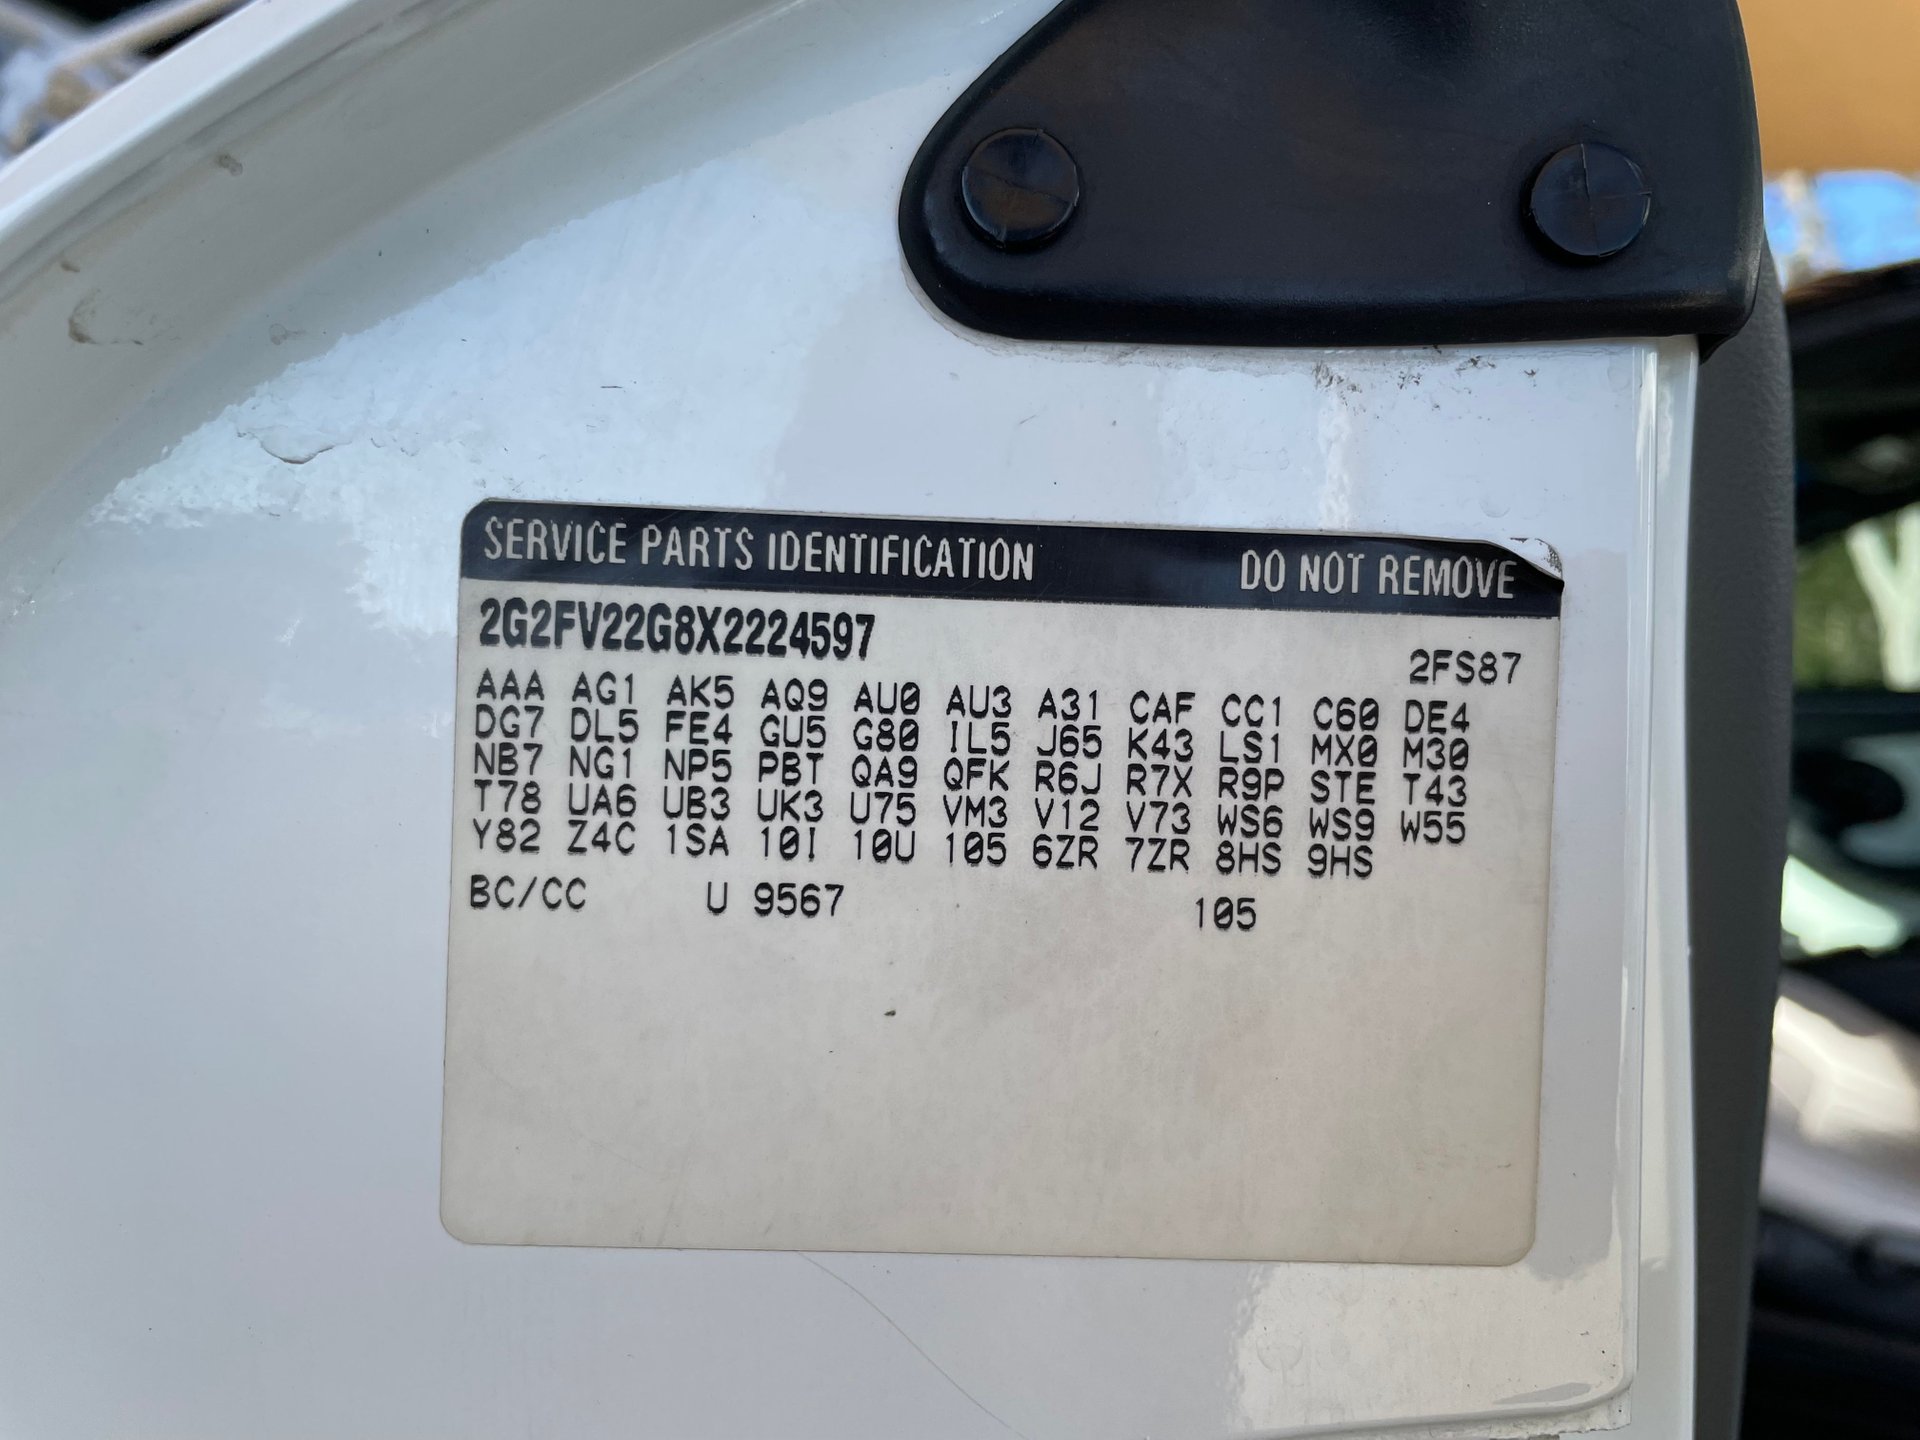 SERVICE PARTS IDENTIFICATION DO NOT REMOVE
2G2FV22G8X2224597 2FS87
AAA AG1 AK5 AQ9 AU0 AU3 A31 CAF CC1 C60 DE4
DG7 DL5 FE4 GU5 G80 IL5 J65 K43 LS1 MX0 M30
NB7 NG1 NP5 PBT QA9 QFK R6J R7X R9P STE T43
T78 UA6 UB3 UK3 U75 VM3 V12 V73 WS6 WS9 W55
Y82 Z4C 1SA 10I 10U 105 6ZR 7ZR 8HS 9HS
BC/CC U 9567 105